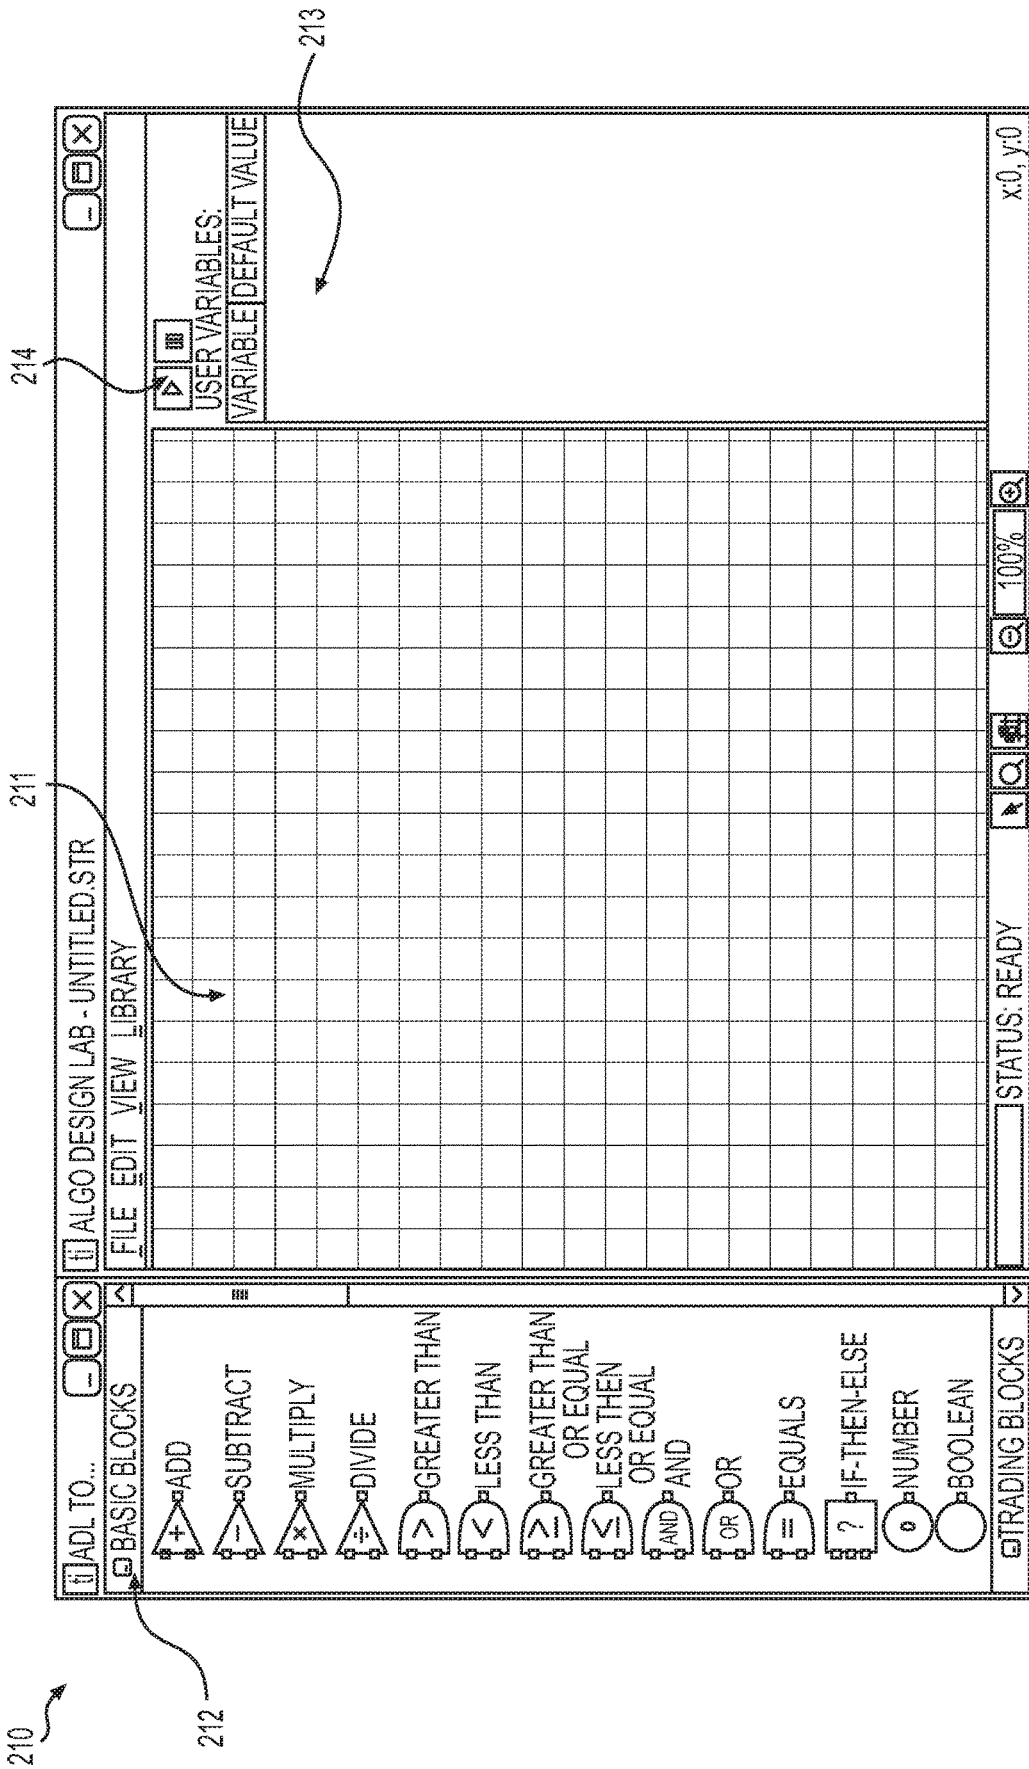 210
211
214
213
212
ti ADL TO...
ti ALGO DESIGN LAB - UNTITLED.STR
BASIC BLOCKS
FILE EDIT VIEW LIBRARY
+ ADD
- SUBTRACT
× MULTIPLY
÷ DIVIDE
> GREATER THAN
< LESS THAN
>= GREATER THAN
OR EQUAL
<= LESS THEN
OR EQUAL
AND AND
OR OR
= EQUALS
? IF-THEN-ELSE
0 NUMBER
BOOLEAN
TRADING BLOCKS
USER VARIABLES:
VARIABLE DEFAULT VALUE
STATUS: READY
100%
x:0, y:0